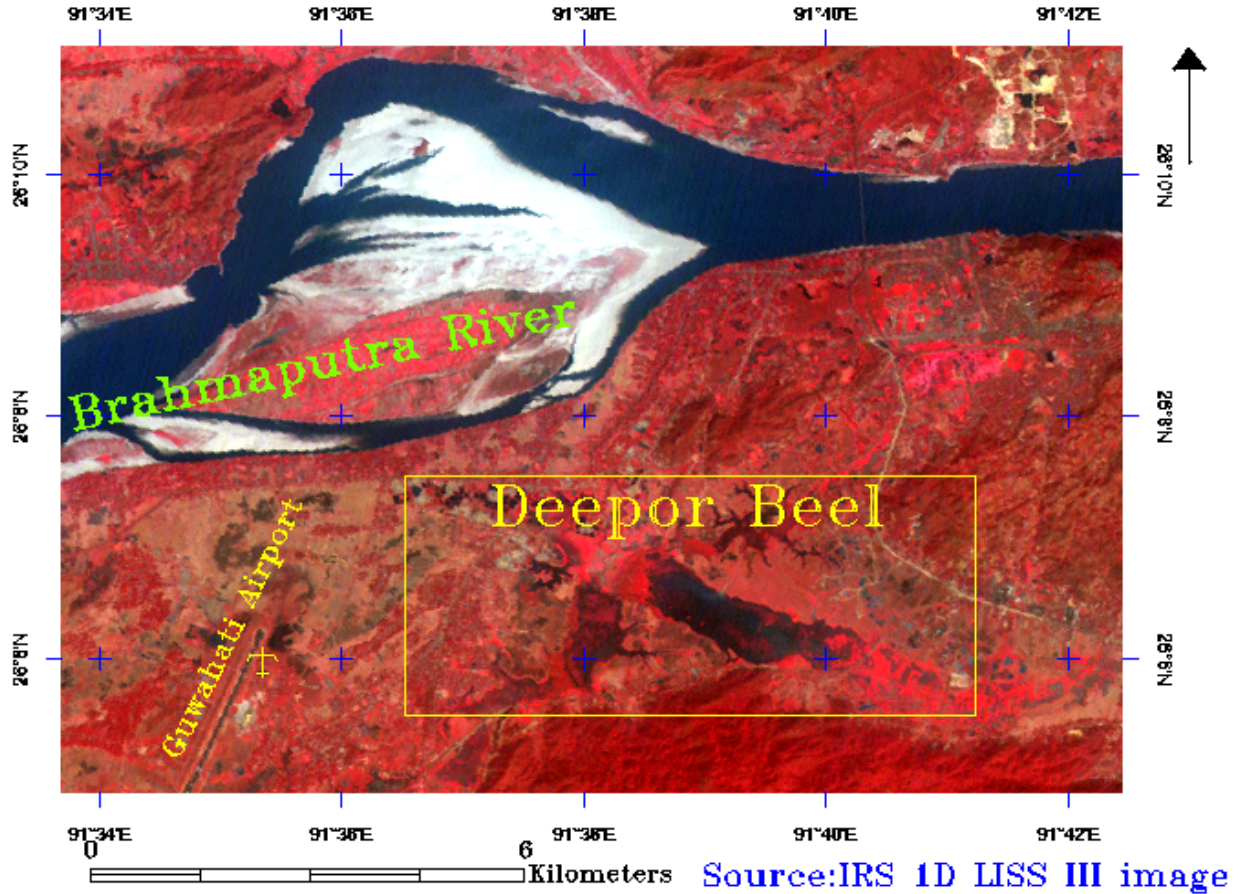 91°34'E 91°36'E 91°38'E 91°40'E 91°42'E
26°10'N 26°10'N
Brahmaputra River
26°8'N 26°8'N
Deepor Beel
Guwahati Airport
26°6'N 26°6'N
91°34'E 91°36'E 91°38'E 91°40'E 91°42'E
0 6
Kilometers
Source:IRS 1D LISS III image